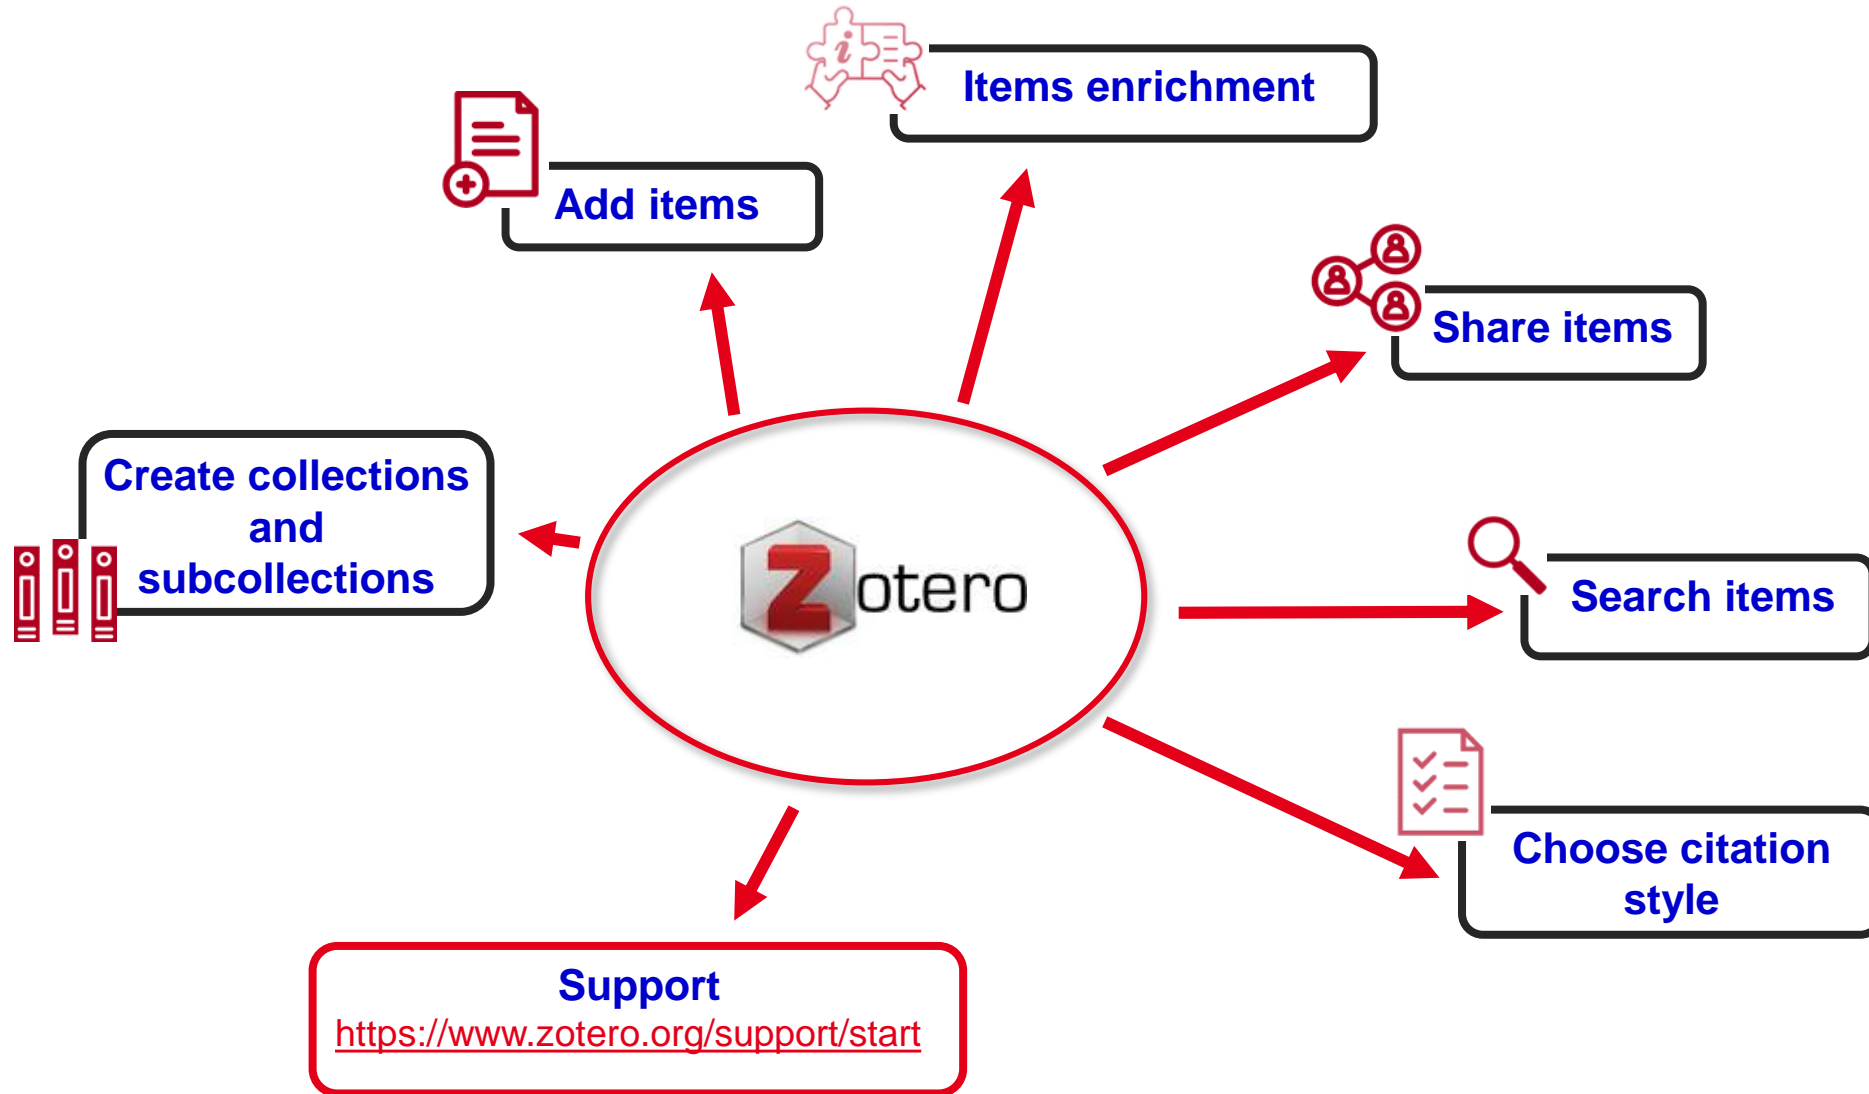 Items enrichment
Add items
Share items
Create collections
and
subcollections
Zotero
Search items
Choose citation
style
Support
https://www.zotero.org/support/start